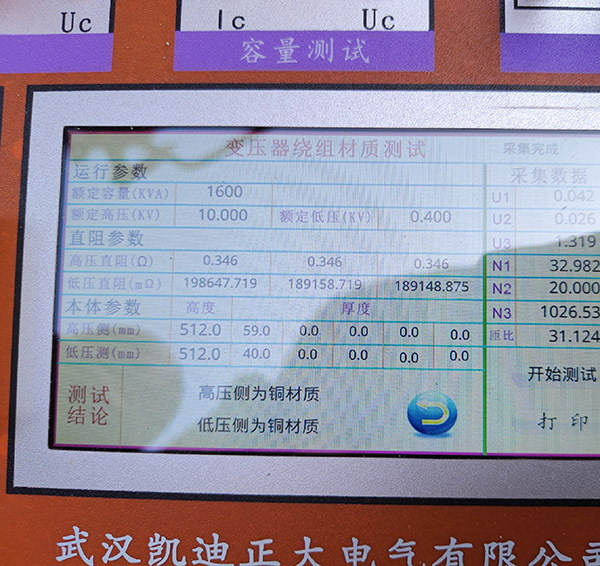 Uc
Ic Uc
容量测试
变压器绕组材质测试 采集完成
运行参数 采集数据
额定容量(KVA) 1600 U1 0.042
额定高压(KV) 10.000 额定低压(KV) 0.400 U2 0.026
直阻参数 U3 1.319
高压直阻(Ω) 0.346 0.346 0.346 N1 32.982
低压直阻(mΩ) 198647.719 189158.719 189148.875 N2 20.000
本体参数 高度 厚度 N3 1026.53
高压侧(mm) 512.0 59.0 0.0 0.0 0.0 0.0 匝比 31.124
低压测(mm) 512.0 40.0 0.0 0.0 0.0 0.0
测试结论 高压侧为铜材质 开始测试
低压侧为铜材质 打印
武汉凯迪正大电气有限公司